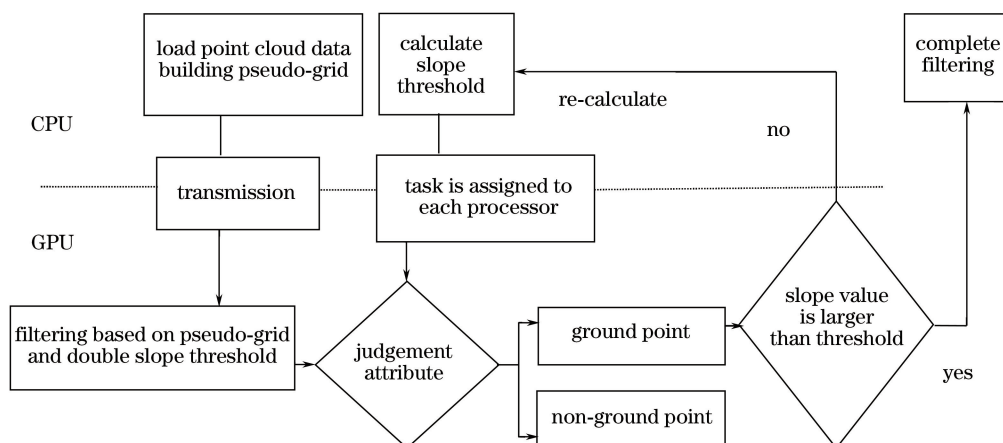 load point cloud data
building pseudo-grid
calculate
slope
threshold
complete
filtering
re-calculate
CPU
no
transmission
task is assigned to
each processor
GPU
filtering based on pseudo-grid
and double slope threshold
judgement
attribute
ground point
slope value
is larger
than threshold
yes
non-ground point